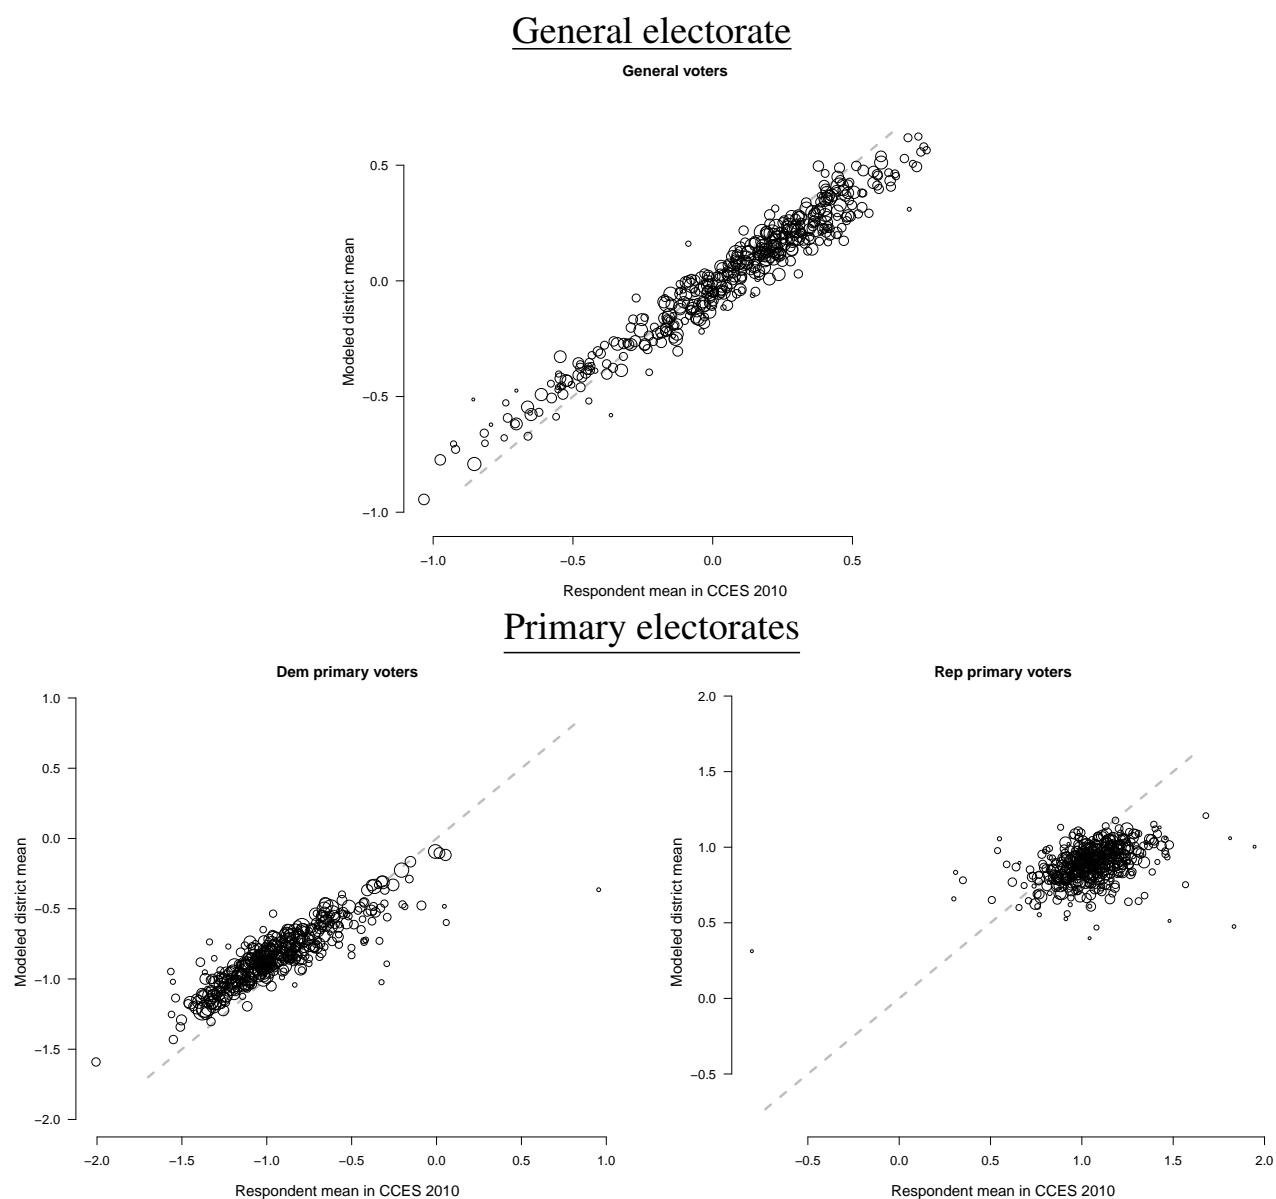 General electorate
General voters
0.5
0.0
−0.5
−1.0
Modeled district mean
−1.0 −0.5 0.0 0.5
Respondent mean in CCES 2010
Primary electorates
Dem primary voters
1.0
0.5
0.0
−0.5
−1.0
−1.5
−2.0
Modeled district mean
−2.0 −1.5 −1.0 −0.5 0.0 0.5 1.0
Respondent mean in CCES 2010
Rep primary voters
2.0
1.5
1.0
0.5
0.0
−0.5
Modeled district mean
−0.5 0.0 0.5 1.0 1.5 2.0
Respondent mean in CCES 2010